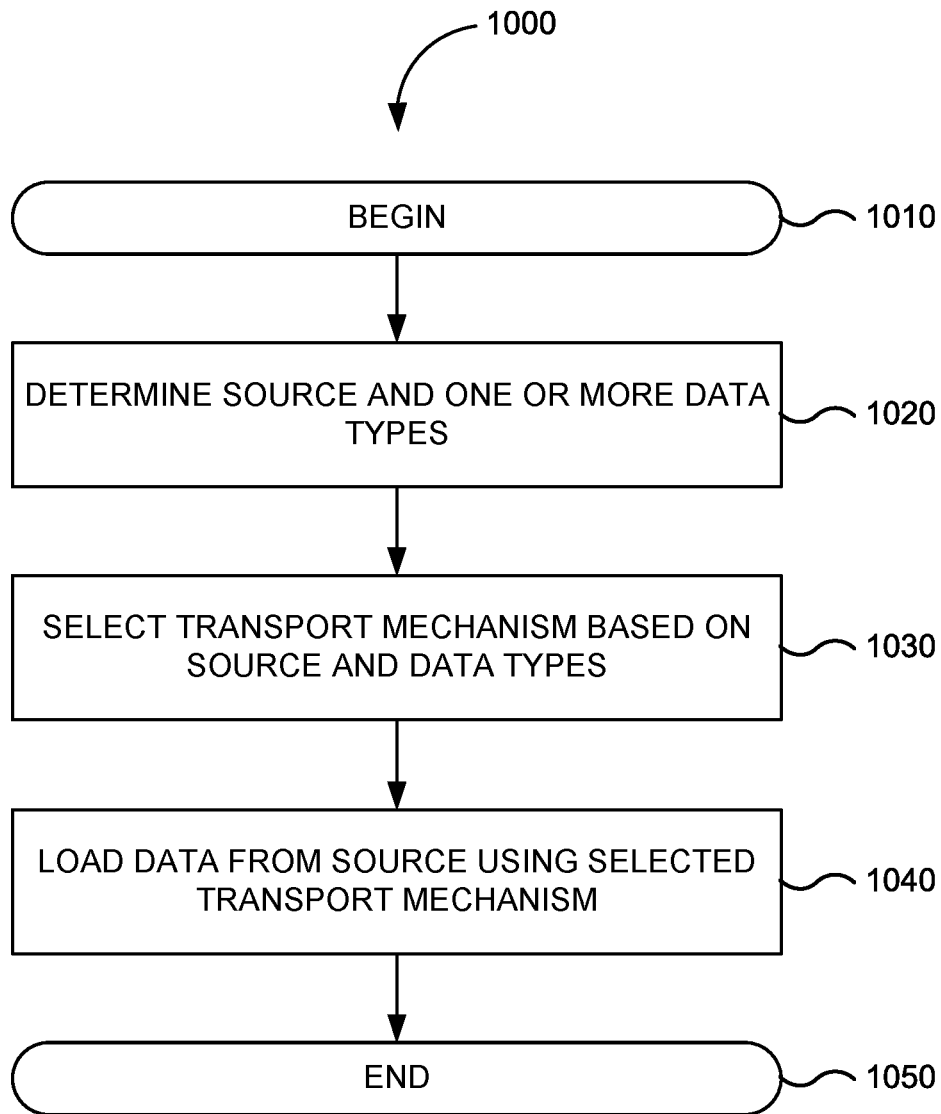 1000
BEGIN
1010
DETERMINE SOURCE AND ONE OR MORE DATA
TYPES
1020
SELECT TRANSPORT MECHANISM BASED ON
SOURCE AND DATA TYPES
1030
LOAD DATA FROM SOURCE USING SELECTED
TRANSPORT MECHANISM
1040
END
1050